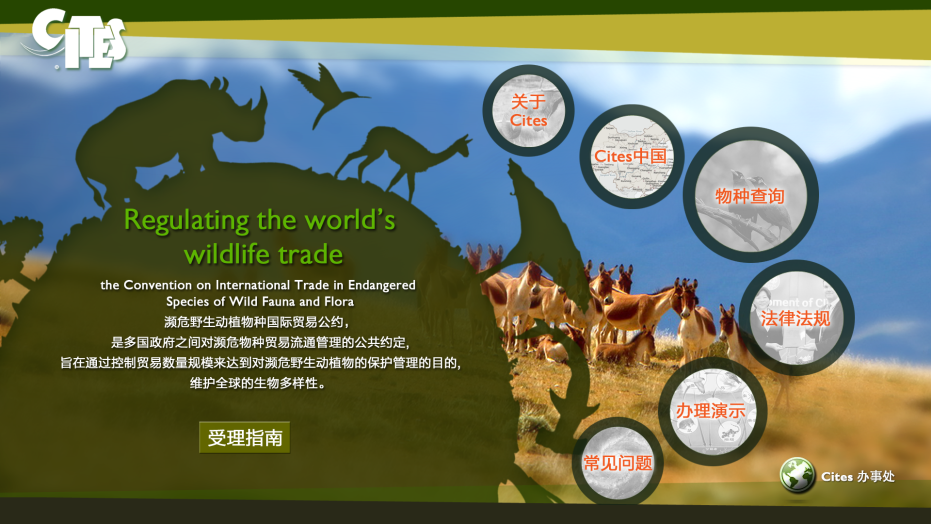 CITES
Regulating the world's
wildlife trade
the Convention on International Trade in Endangered
Species of Wild Fauna and Flora
濒危野生动植物种国际贸易公约，
是多国政府之间对濒危物种贸易流通管理的公共约定，
旨在通过控制贸易数量规模来达到对濒危野生动植物的保护管理的目的，
维护全球的生物多样性。
受理指南
关于
Cites
Cites中国
物种查询
法律法规
办理演示
常见问题
Cites 办事处